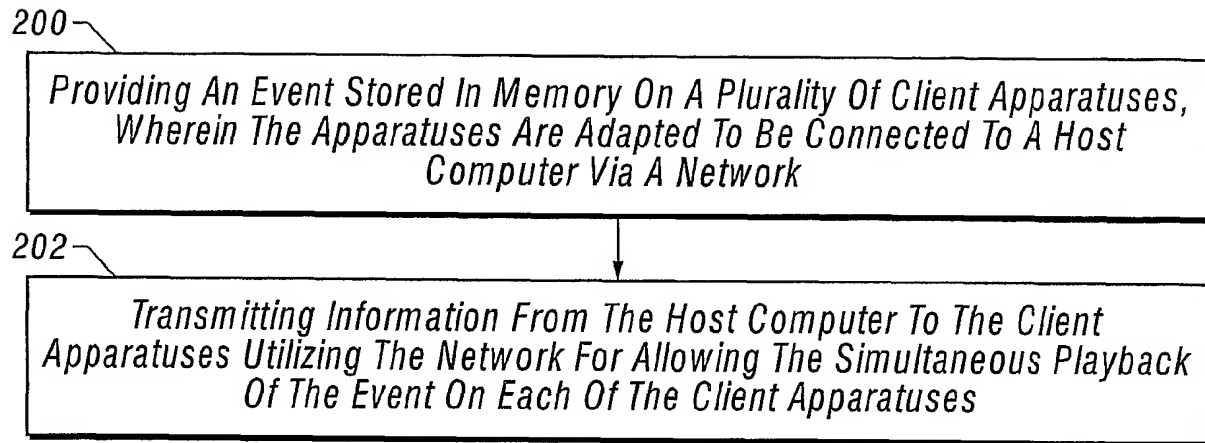 200
Providing An Event Stored In Memory On A Plurality Of Client Apparatuses,
Wherein The Apparatuses Are Adapted To Be Connected To A Host
Computer Via A Network
202
Transmitting Information From The Host Computer To The Client
Apparatuses Utilizing The Network For Allowing The Simultaneous Playback
Of The Event On Each Of The Client Apparatuses